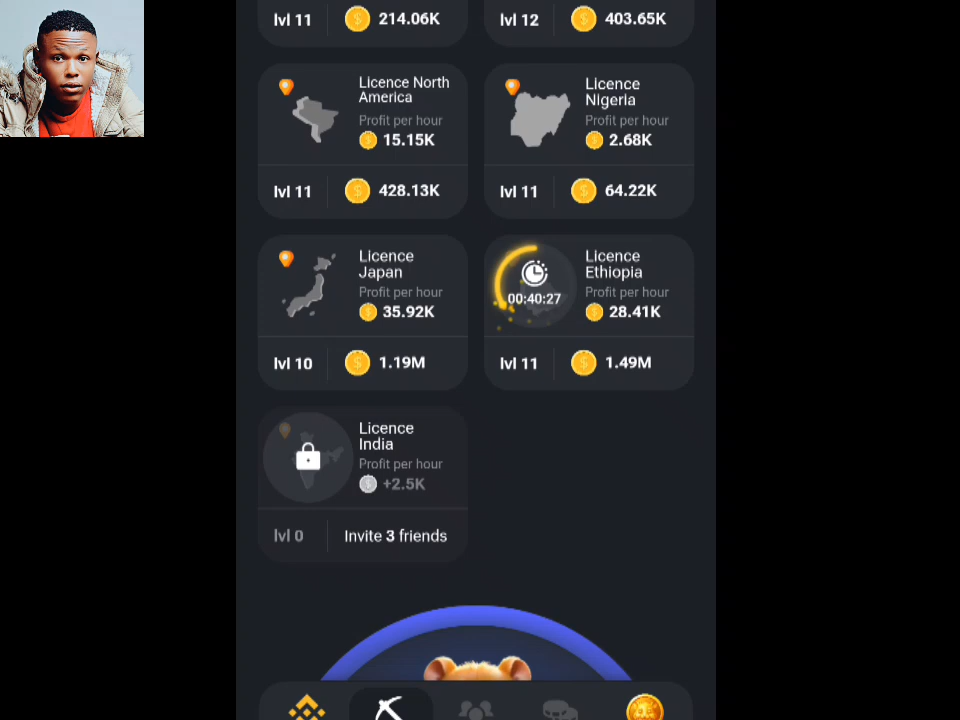 lvl 11
214.06K
lvl 12
403.65K
Licence North
America
Profit per hour
15.15K
lvl 11
428.13K
Licence
Nigeria
Profit per hour
2.68K
lvl 11
64.22K
Licence
Japan
Profit per hour
35.92K
lvl 10
1.19M
00:40:27
Licence
Ethiopia
Profit per hour
28.41K
lvl 11
1.49M
Licence
India
Profit per hour
+2.5K
lvl 0
Invite 3 friends